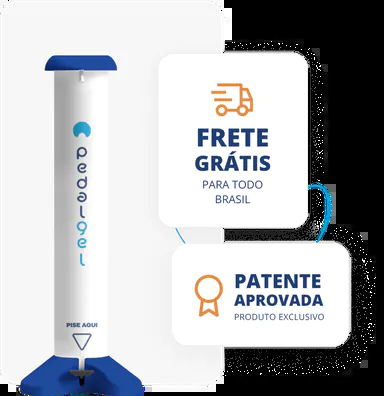 pedalgel
PISE AQUI
FRETE
GRÁTIS
PARA TODO
BRASIL
PATENTE
APROVADA
PRODUTO EXCLUSIVO